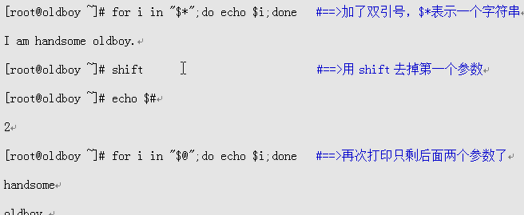 [root@oldboy ~]# for i in "$*";do echo $i;done #==>加了双引号，$*表示一个字符串
I am handsome oldboy.
[root@oldboy ~]# shift #==>用 shift 去掉第一个参数
[root@oldboy ~]# echo $#
2
[root@oldboy ~]# for i in "$@";do echo $i;done #==>再次打印只剩后面两个参数了
handsome
oldboy